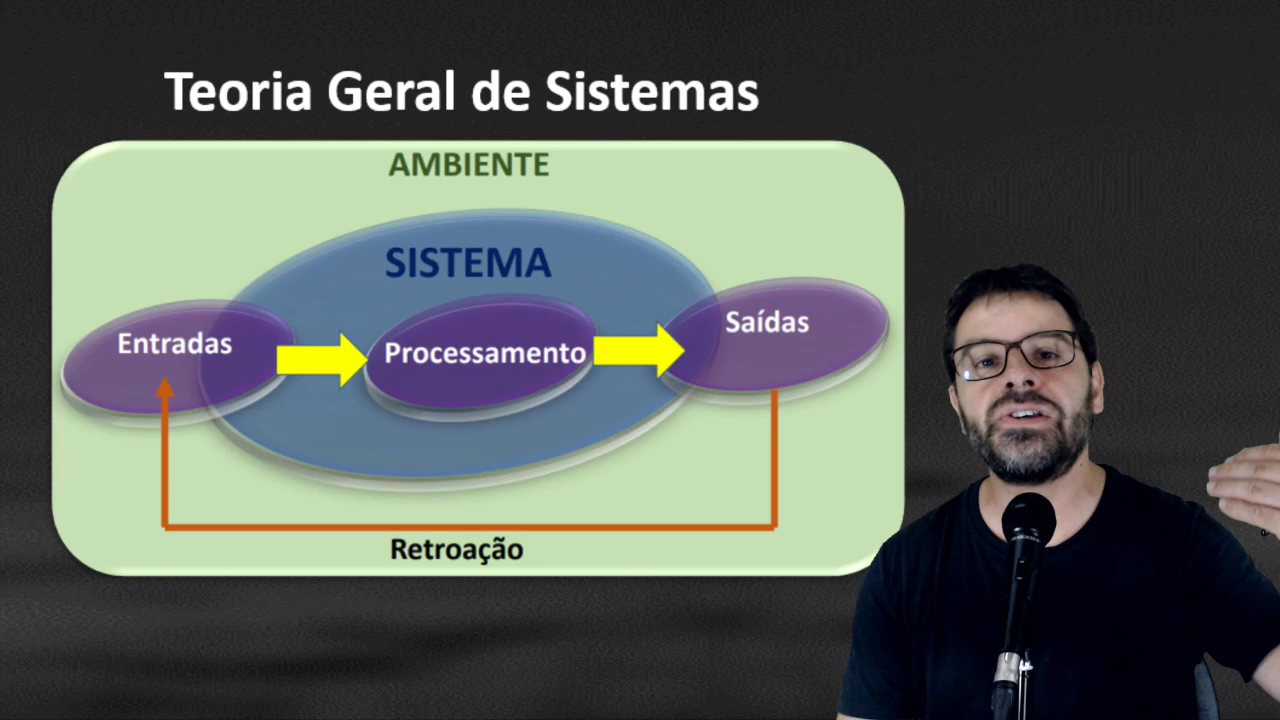 Teoria Geral de Sistemas
AMBIENTE
SISTEMA
Entradas
Processamento
Saídas
Retroação